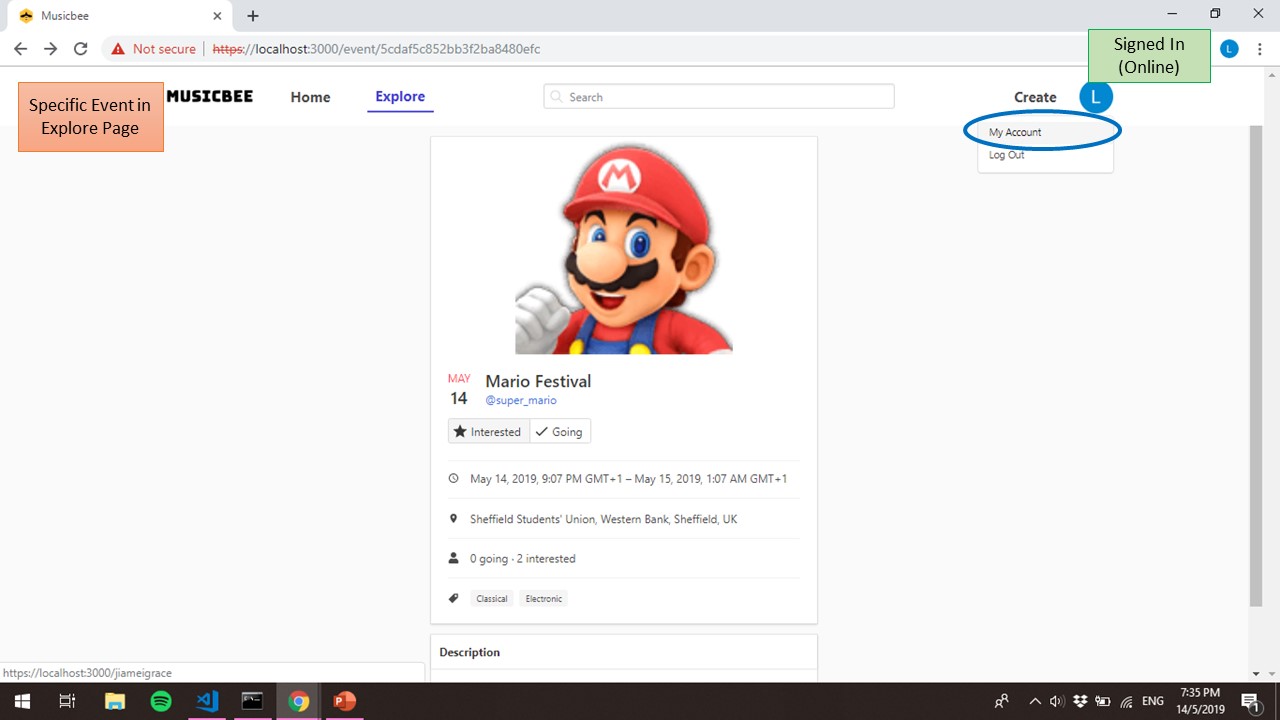 Musicbee
Not secure
https://localhost:3000/event/5cdaf5c852bb3f2ba8480efc
L
Signed In
(Online)
Specific Event in
Explore Page
MUSICBEE
Home
Explore
Search
Create
L
My Account
Log Out
M
MAY
14
Mario Festival
@super_mario
Interested
Going
May 14, 2019, 9:07 PM GMT+1 – May 15, 2019, 1:07 AM GMT+1
Sheffield Students' Union, Western Bank, Sheffield, UK
0 going · 2 interested
Classical
Electronic
Description
https://localhost:3000/jiameigrace
ENG
7:35 PM
14/5/2019
1